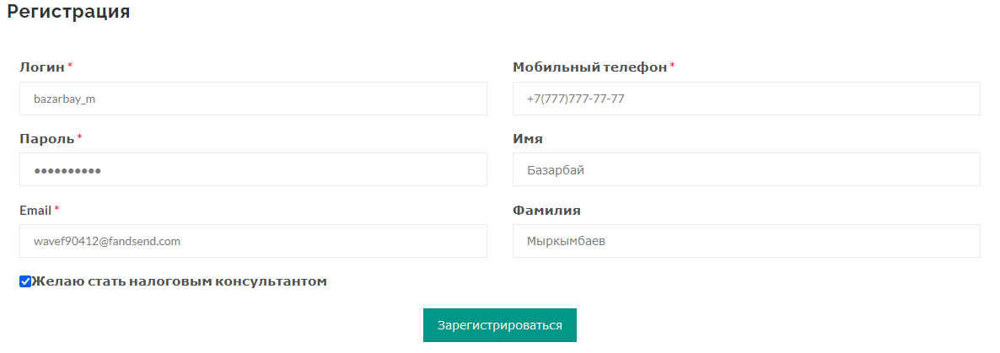 Регистрация
Логин *
Мобильный телефон *
bazarbay_m
+7(777)777-77-77
Пароль *
Имя
●●●●●●●●●●
Базарбай
Email *
Фамилия
wavef90412@fandsend.com
Мыркымбаев
Желаю стать налоговым консультантом
Зарегистрироваться